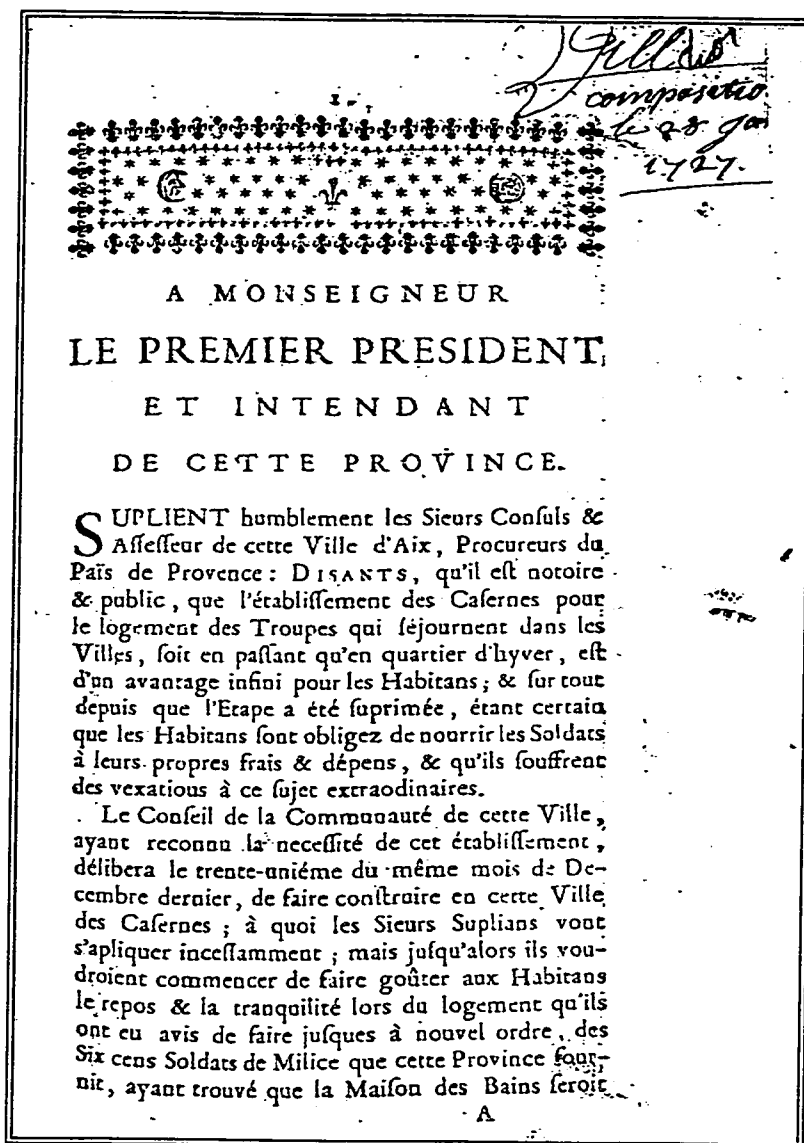 composetio
le 28 9bre
1727.
A MONSEIGNEUR
LE PREMIER PRESIDENT,
ET INTENDANT
DE CETTE PROVINCE.
SUPLIENT humblement les Sieurs Conſuls &
Aſſeſſeur de cette Ville d'Aix, Procureurs du
Païs de Provence : DISANTS, qu'il eſt notoire
& public, que l'établiſſement des Caſernes pour
le logement des Troupes qui ſéjournent dans les
Villes, ſoit en paſſant qu'en quartier d'hyver, eſt
d'un avantage infini pour les Habitans ; & ſur tout
depuis que l'Etape a été ſuprimée, étant certain
que les Habitans ſont obligez de nourrir les Soldats
à leurs propres frais & dépens, & qu'ils ſouffrent
des vexations à ce ſujet extraodinaires.
Le Conſeil de la Communauté de cette Ville,
ayant reconnu la neceſſité de cet établiſſement,
délibera le trente-uniéme du même mois de De-
cembre dernier, de faire conſtruire en cette Ville
des Caſernes ; à quoi les Sieurs Suplians vont
s'apliquer inceſſamment ; mais juſqu'alors ils vou-
droient commencer de faire goûter aux Habitans
le repos & la tranquilité lors du logement qu'ils
ont eu avis de faire juſques à nouvel ordre, des
Six cens Soldats de Milice que cette Province four-
nit, ayant trouvé que la Maiſon des Bains ſeroit
A